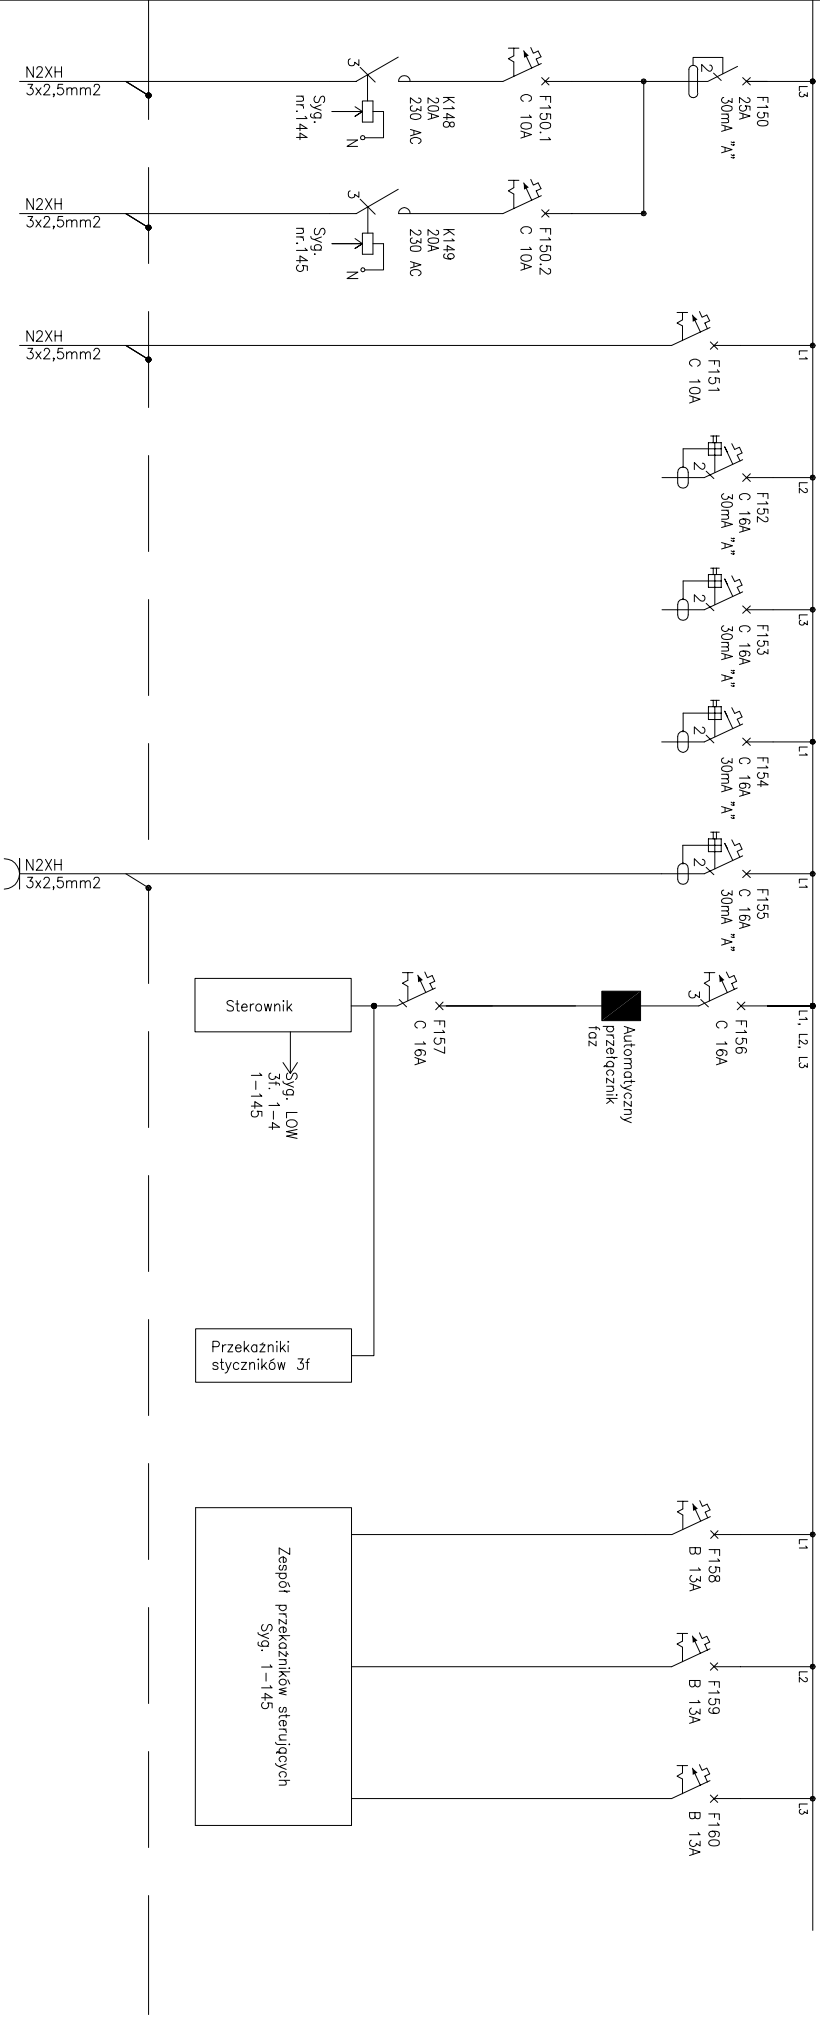 L3
F150
25A
30mA "A"
2
F150.1
C 10A
K148
20A
230 AC
3
Syg.
nr.144
N
N2XH
3x2,5mm2
F150.2
C 10A
K149
20A
230 AC
3
Syg.
nr.145
N
N2XH
3x2,5mm2
L1
F151
C 10A
N2XH
3x2,5mm2
L2
F152
C 16A
30mA "A"
2
L3
F153
C 16A
30mA "A"
2
L1
F154
C 16A
30mA "A"
2
L1
F155
C 16A
30mA "A"
2
N2XH
3x2,5mm2
L1, L2, L3
F156
C 16A
3
Automatyczny
przełącznik
faz
F157
C 16A
Sterownik
Syg. LOW
3f. 1-4
1-145
Przekaźniki
styczników 3f
L1
F158
B 13A
L2
F159
B 13A
L3
F160
B 13A
Zespół przekaźników sterujących
Syg. 1-145